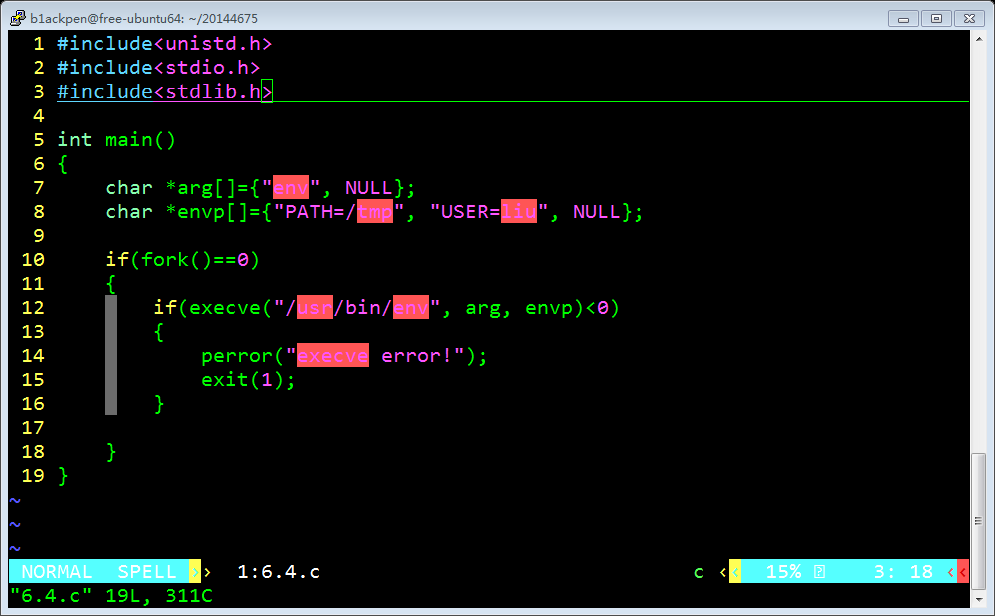 b1ackpen@free-ubuntu64: ~/20144675
1 #include<unistd.h>
2 #include<stdio.h>
3 #include<stdlib.h>
4
5 int main()
6 {
7     char *arg[]={"env", NULL};
8     char *envp[]={"PATH=/tmp", "USER=liu", NULL};
9
10     if(fork()==0)
11     {
12         if(execve("/usr/bin/env", arg, envp)<0)
13         {
14             perror("execve error!");
15             exit(1);
16         }
17
18     }
19 }
~
~
~
NORMAL SPELL > > 1:6.4.c c < < 15% 3: 18 < <
"6.4.c" 19L, 311C